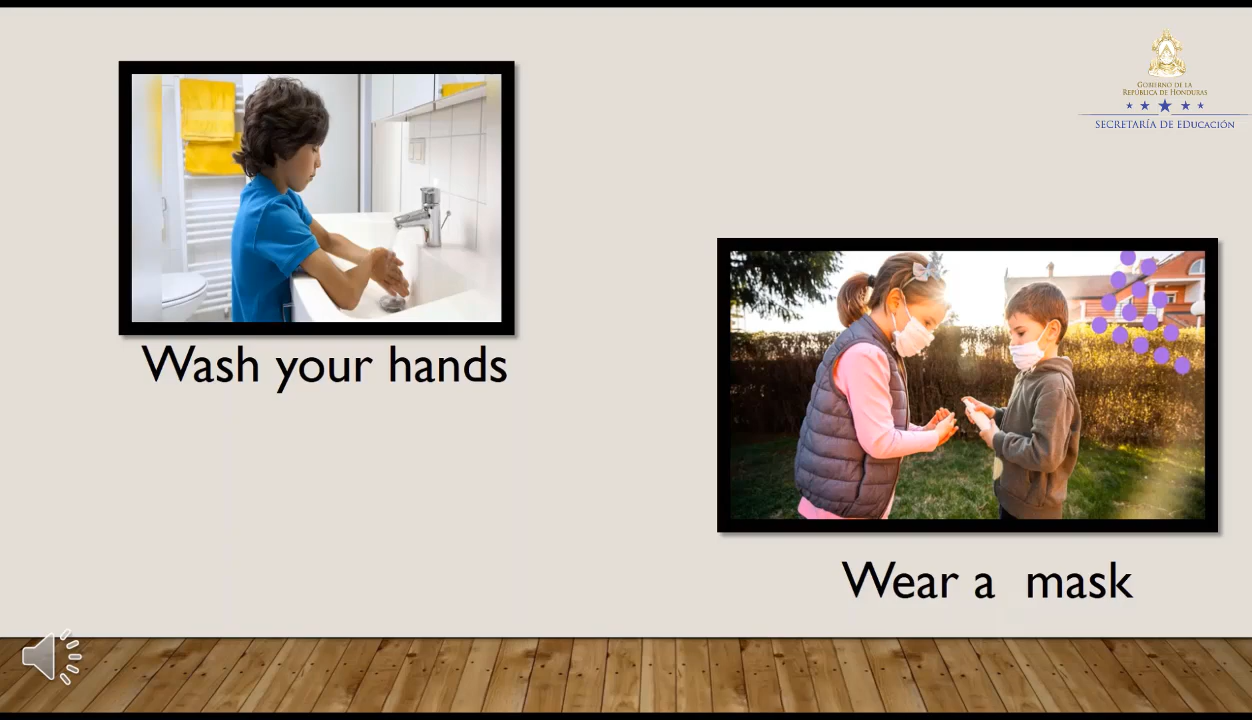 GOBIERNO DE LA
REPÚBLICA DE HONDURAS
SECRETARÍA DE EDUCACIÓN
Wash your hands
Wear a mask